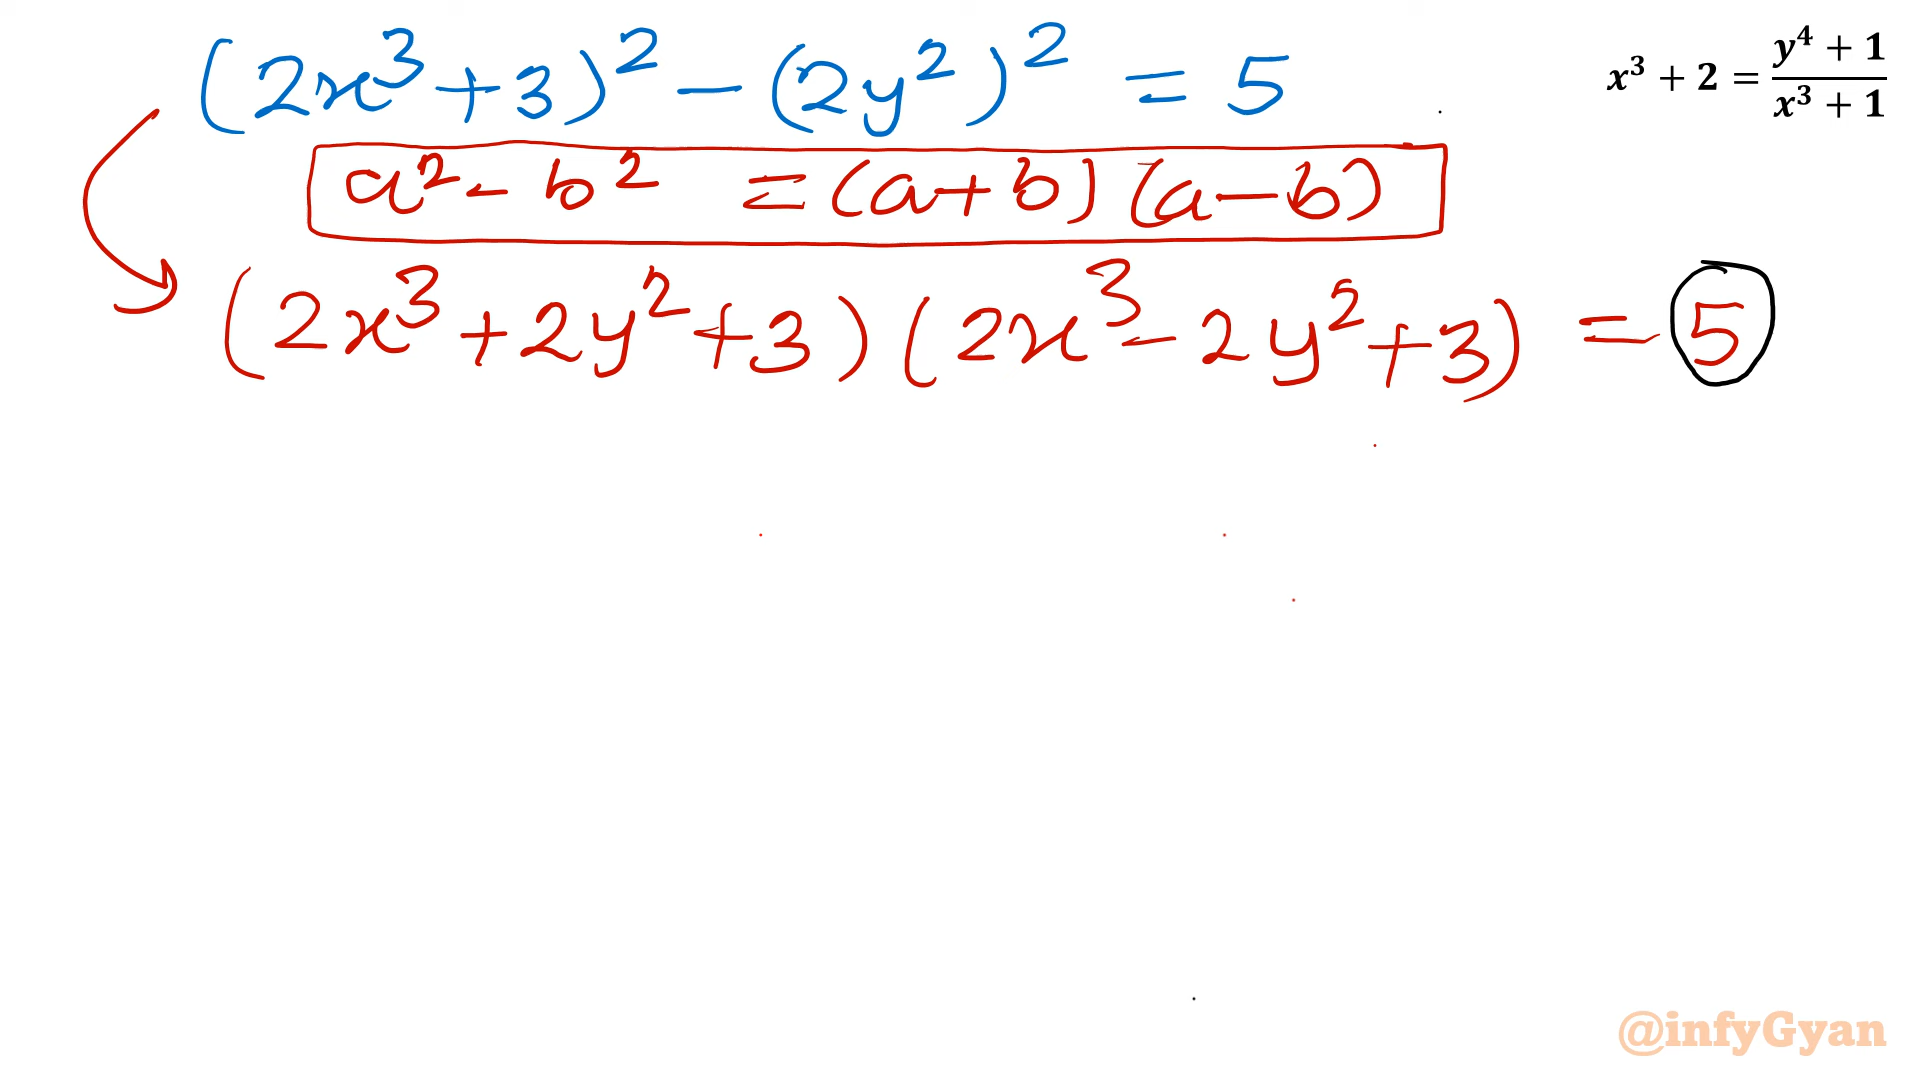 (2x³+3)² - (2y²)² = 5
x³ + 2 = (y⁴ + 1)/(x³ + 1)
a² - b² = (a+b)(a-b)
(2x³+2y²+3)(2x³-2y²+3) = 5
@infyGyan